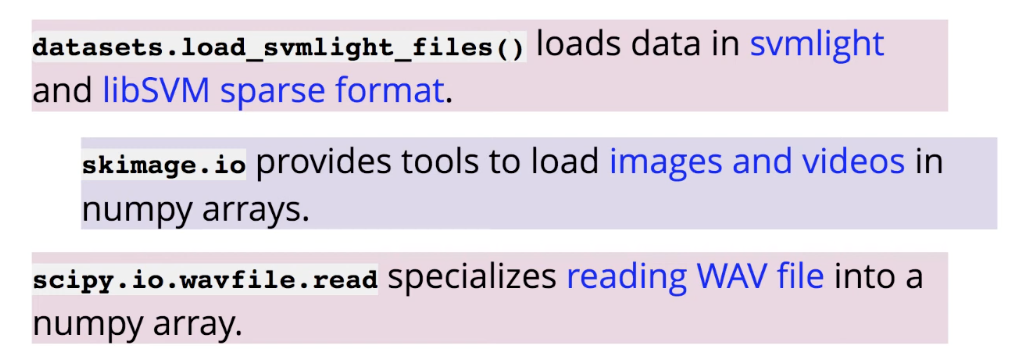 datasets.load_svmlight_files() loads data in svmlight
and libSVM sparse format.
skimage.io provides tools to load images and videos in
numpy arrays.
scipy.io.wavfile.read specializes reading WAV file into a
numpy array.